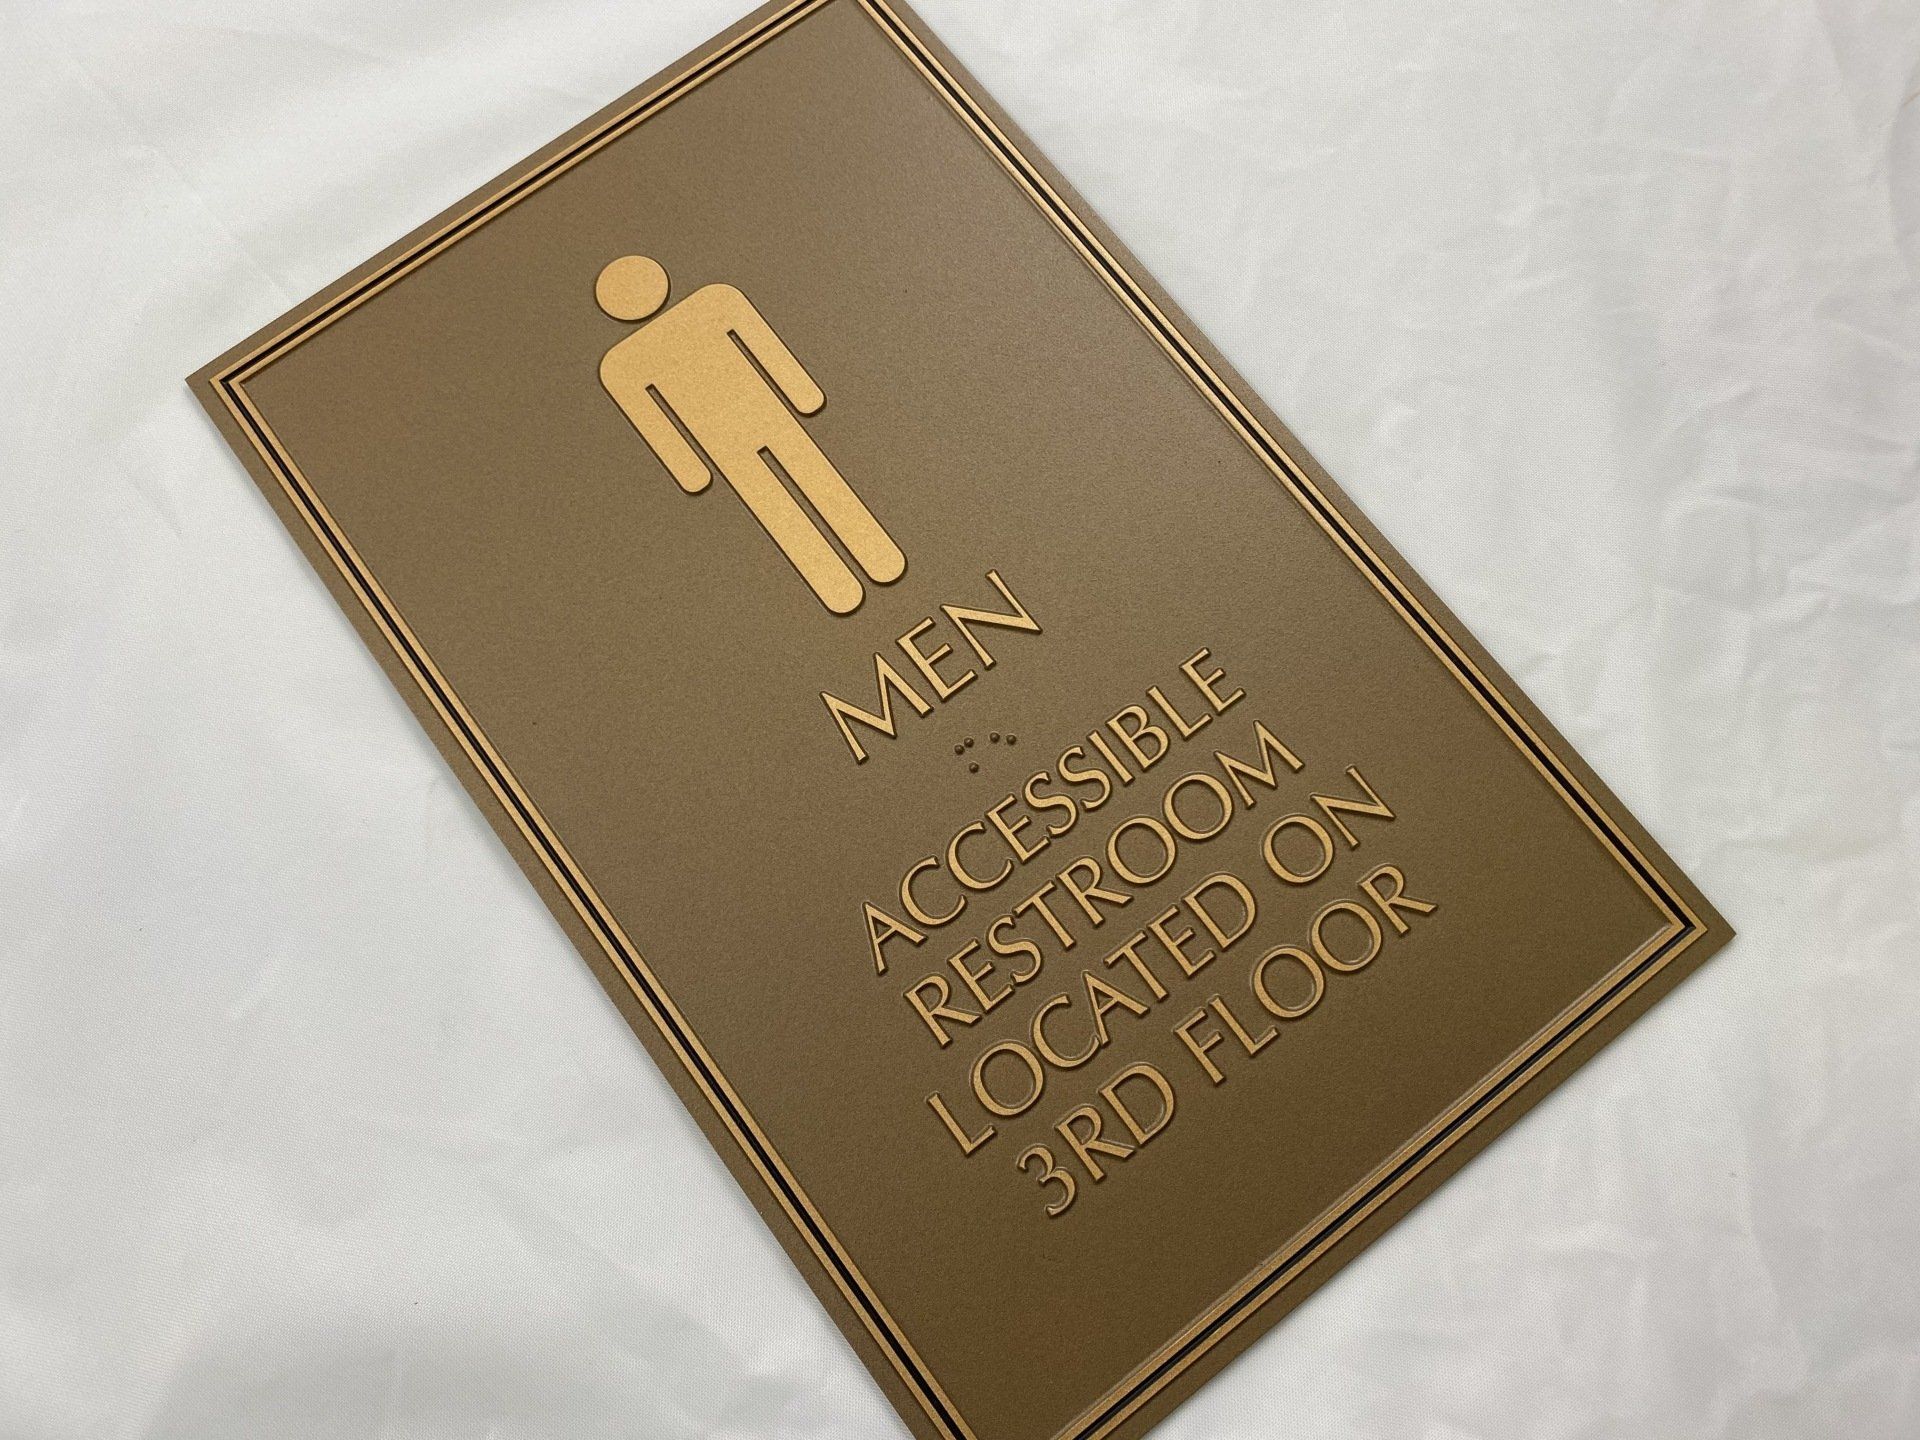 MEN
ACCESSIBLE
RESTROOM
LOCATED ON
3RD FLOOR